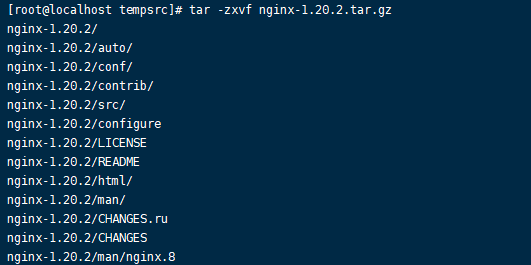 [root@localhost tempsrc]# tar -zxvf nginx-1.20.2.tar.gz
nginx-1.20.2/
nginx-1.20.2/auto/
nginx-1.20.2/conf/
nginx-1.20.2/contrib/
nginx-1.20.2/src/
nginx-1.20.2/configure
nginx-1.20.2/LICENSE
nginx-1.20.2/README
nginx-1.20.2/html/
nginx-1.20.2/man/
nginx-1.20.2/CHANGES.ru
nginx-1.20.2/CHANGES
nginx-1.20.2/man/nginx.8